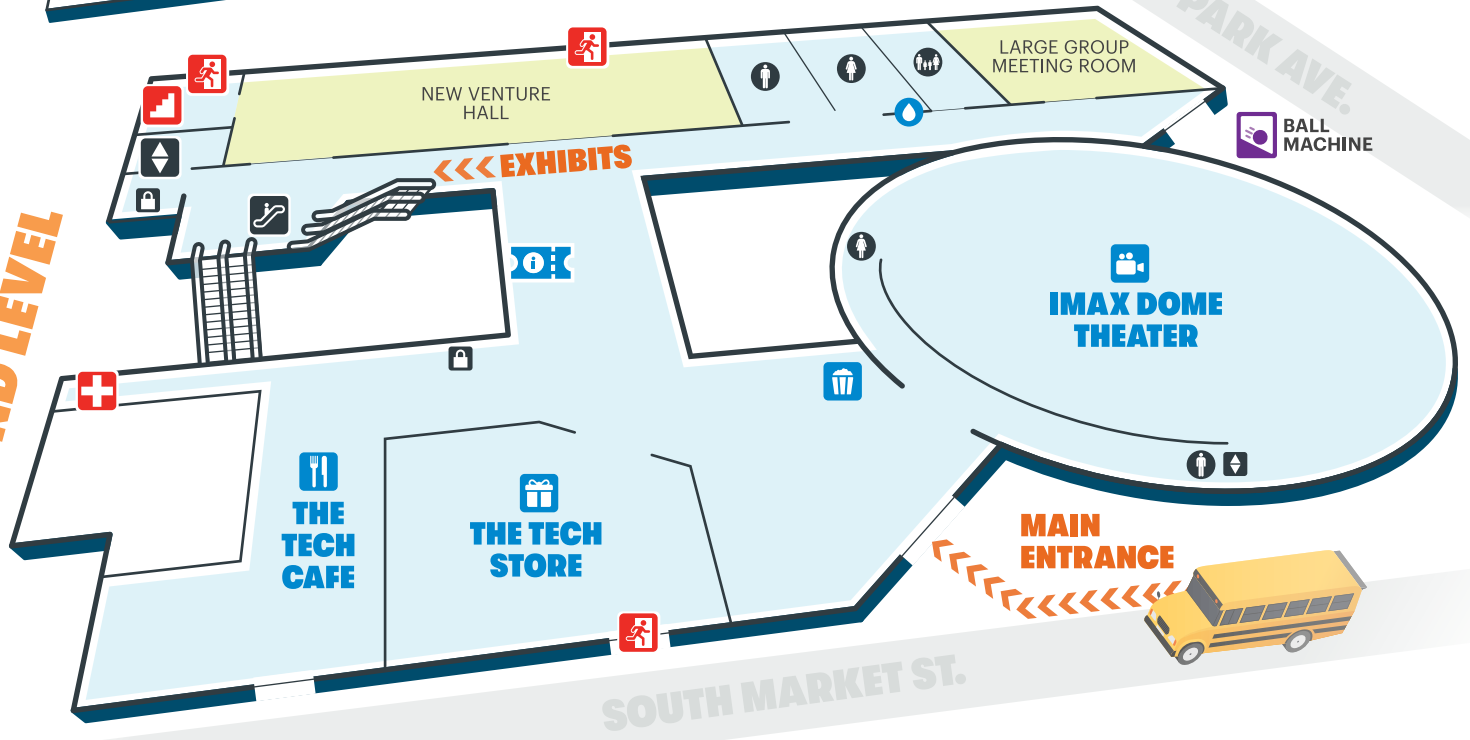 PARK AVE.
LARGE GROUP
MEETING ROOM
NEW VENTURE
HALL
BALL
MACHINE
EXHIBITS
LEVEL
IMAX DOME
THEATER
THE
TECH
CAFE
THE TECH
STORE
MAIN
ENTRANCE
SOUTH MARKET ST.